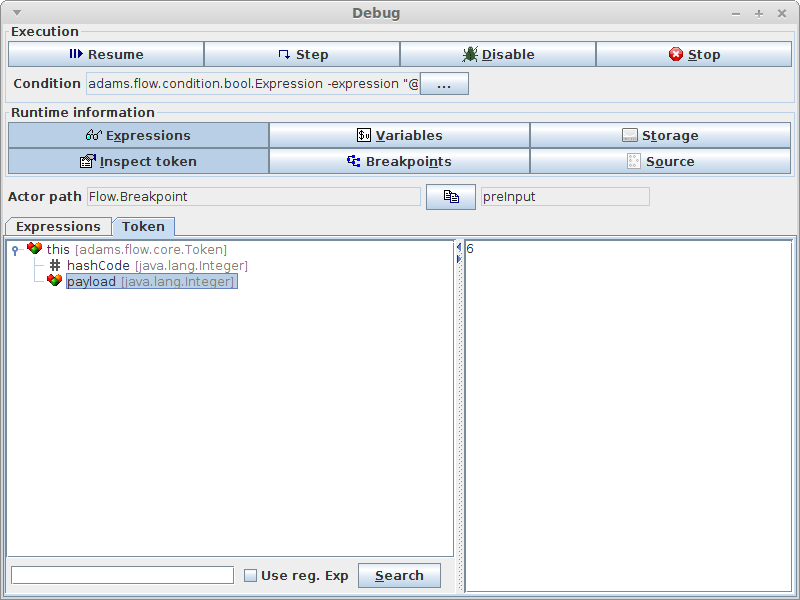 Debug
Execution
Resume Step Disable Stop
Condition adams.flow.condition.bool.Expression -expression "@ ...
Runtime information
Expressions Variables Storage
Inspect token Breakpoints Source
Actor path Flow.Breakpoint preInput
Expressions Token
this [adams.flow.core.Token] 6
# hashCode [java.lang.Integer]
payload [java.lang.Integer]
Use reg. Exp Search